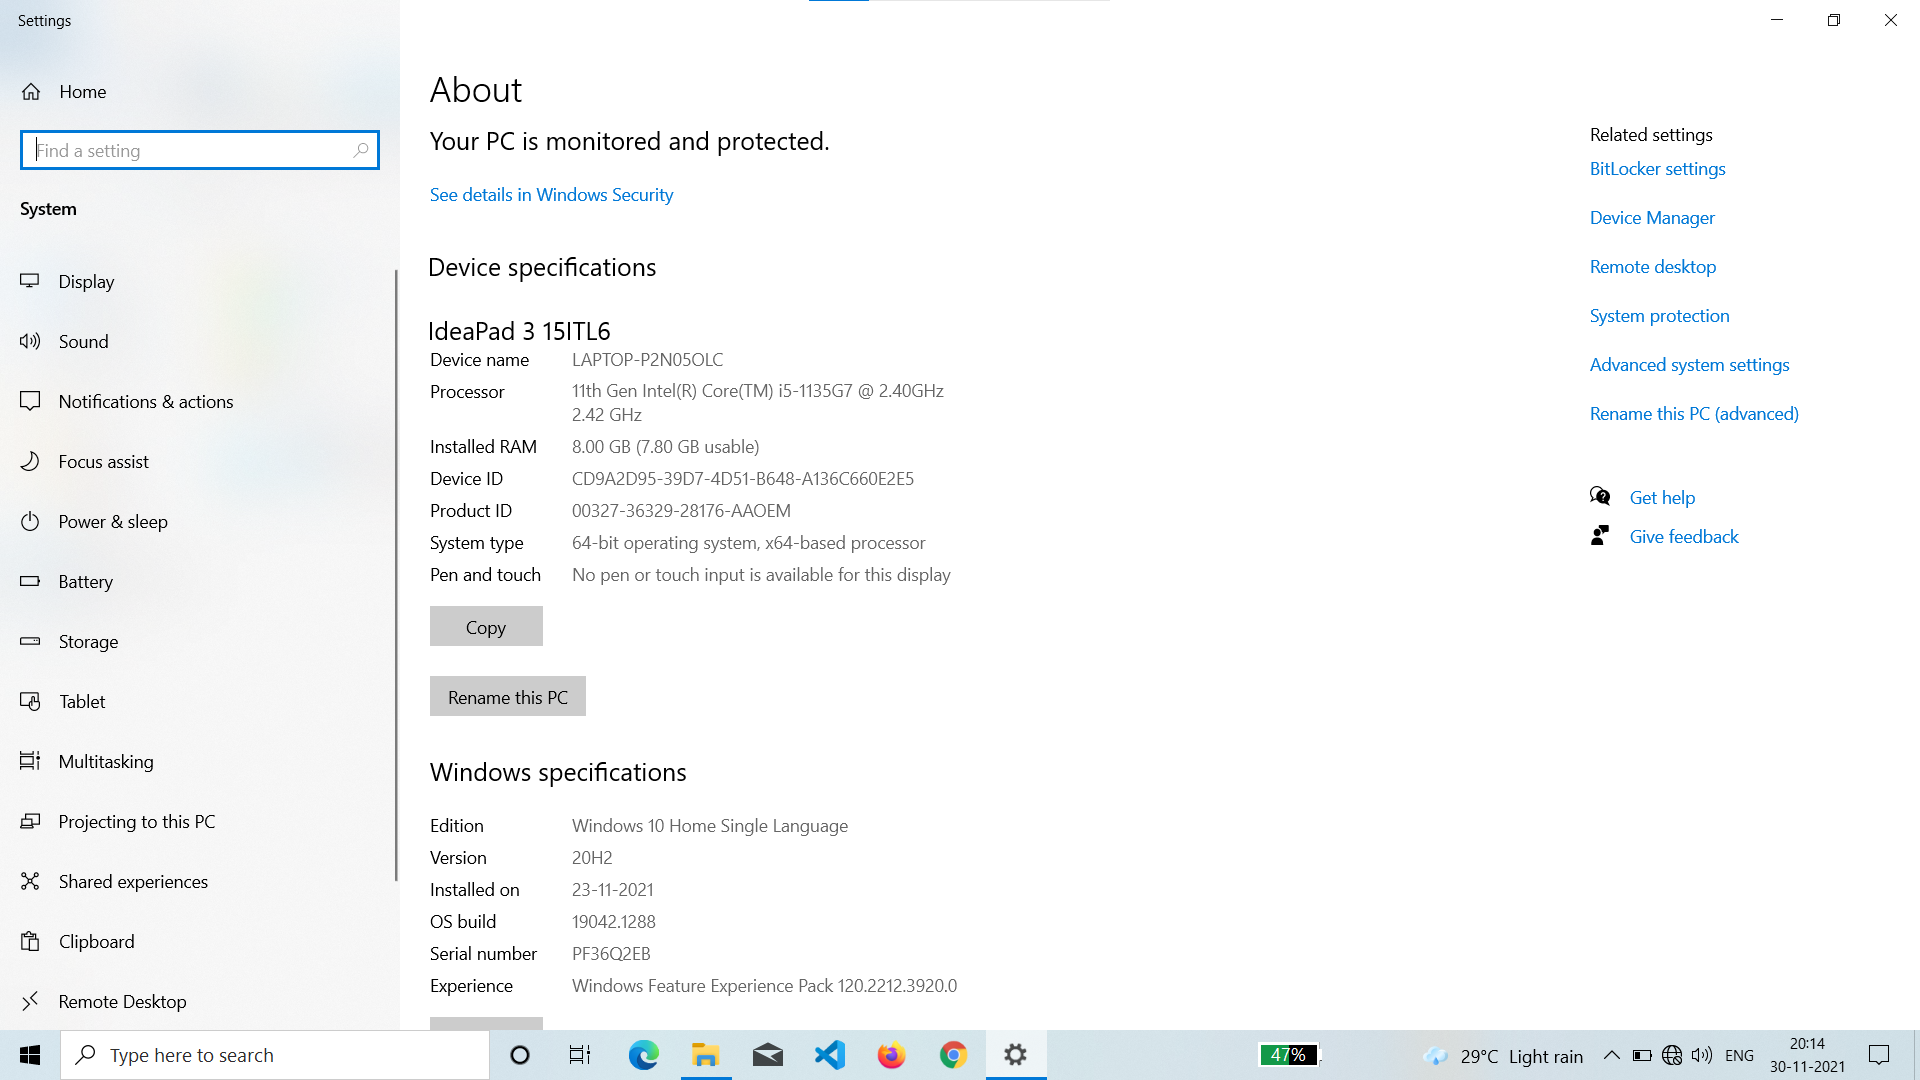 Settings
Home
Find a setting
System
Display
Sound
Notifications & actions
Focus assist
Power & sleep
Battery
Storage
Tablet
Multitasking
Projecting to this PC
Shared experiences
Clipboard
Remote Desktop
About
Your PC is monitored and protected.
See details in Windows Security
Device specifications
IdeaPad 3 15ITL6
Device name LAPTOP-P2N05OLC
Processor 11th Gen Intel(R) Core(TM) i5-1135G7 @ 2.40GHz
2.42 GHz
Installed RAM 8.00 GB (7.80 GB usable)
Device ID CD9A2D95-39D7-4D51-B648-A136C660E2E5
Product ID 00327-36329-28176-AAOEM
System type 64-bit operating system, x64-based processor
Pen and touch No pen or touch input is available for this display
Copy
Rename this PC
Windows specifications
Edition Windows 10 Home Single Language
Version 20H2
Installed on 23-11-2021
OS build 19042.1288
Serial number PF36Q2EB
Experience Windows Feature Experience Pack 120.2212.3920.0
Related settings
BitLocker settings
Device Manager
Remote desktop
System protection
Advanced system settings
Rename this PC (advanced)
Get help
Give feedback
Type here to search
47%
29°C Light rain
ENG
20:14
30-11-2021